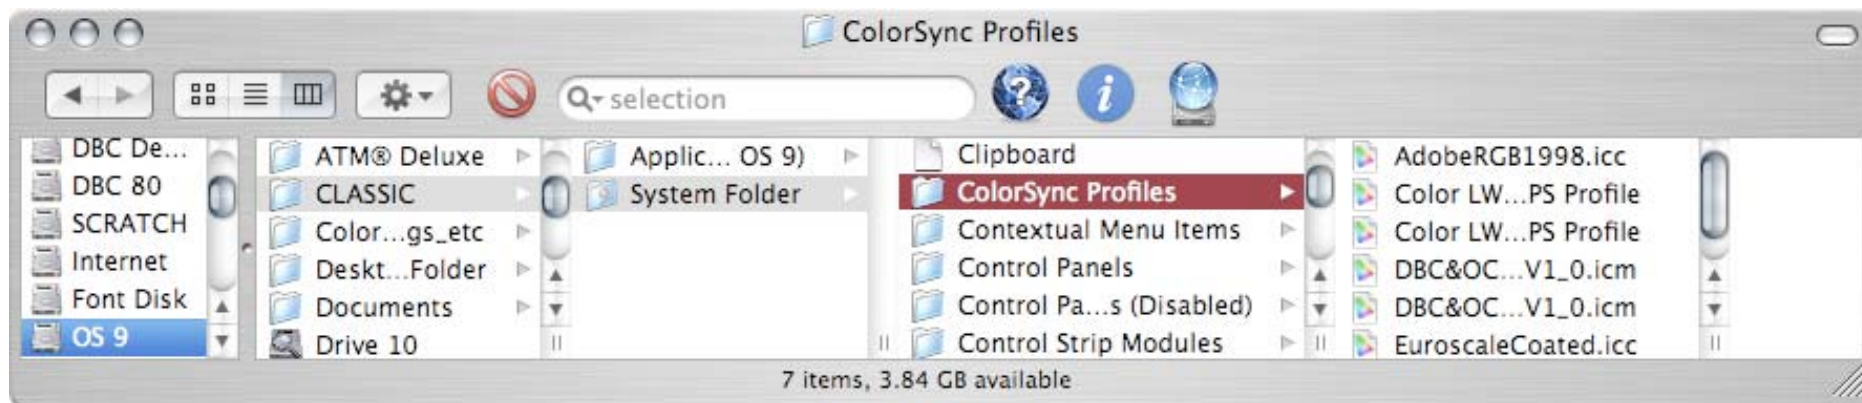 ColorSync Profiles
selection
DBC De...
DBC 80
SCRATCH
Internet
Font Disk
OS 9
ATM® Deluxe
CLASSIC
Color...gs_etc
Deskt...Folder
Documents
Drive 10
Applic... OS 9)
System Folder
Clipboard
ColorSync Profiles
Contextual Menu Items
Control Panels
Control Pa...s (Disabled)
Control Strip Modules
AdobeRGB1998.icc
Color LW...PS Profile
Color LW...PS Profile
DBC&OC...V1_0.icm
DBC&OC...V1_0.icm
EuroscaleCoated.icc
7 items, 3.84 GB available